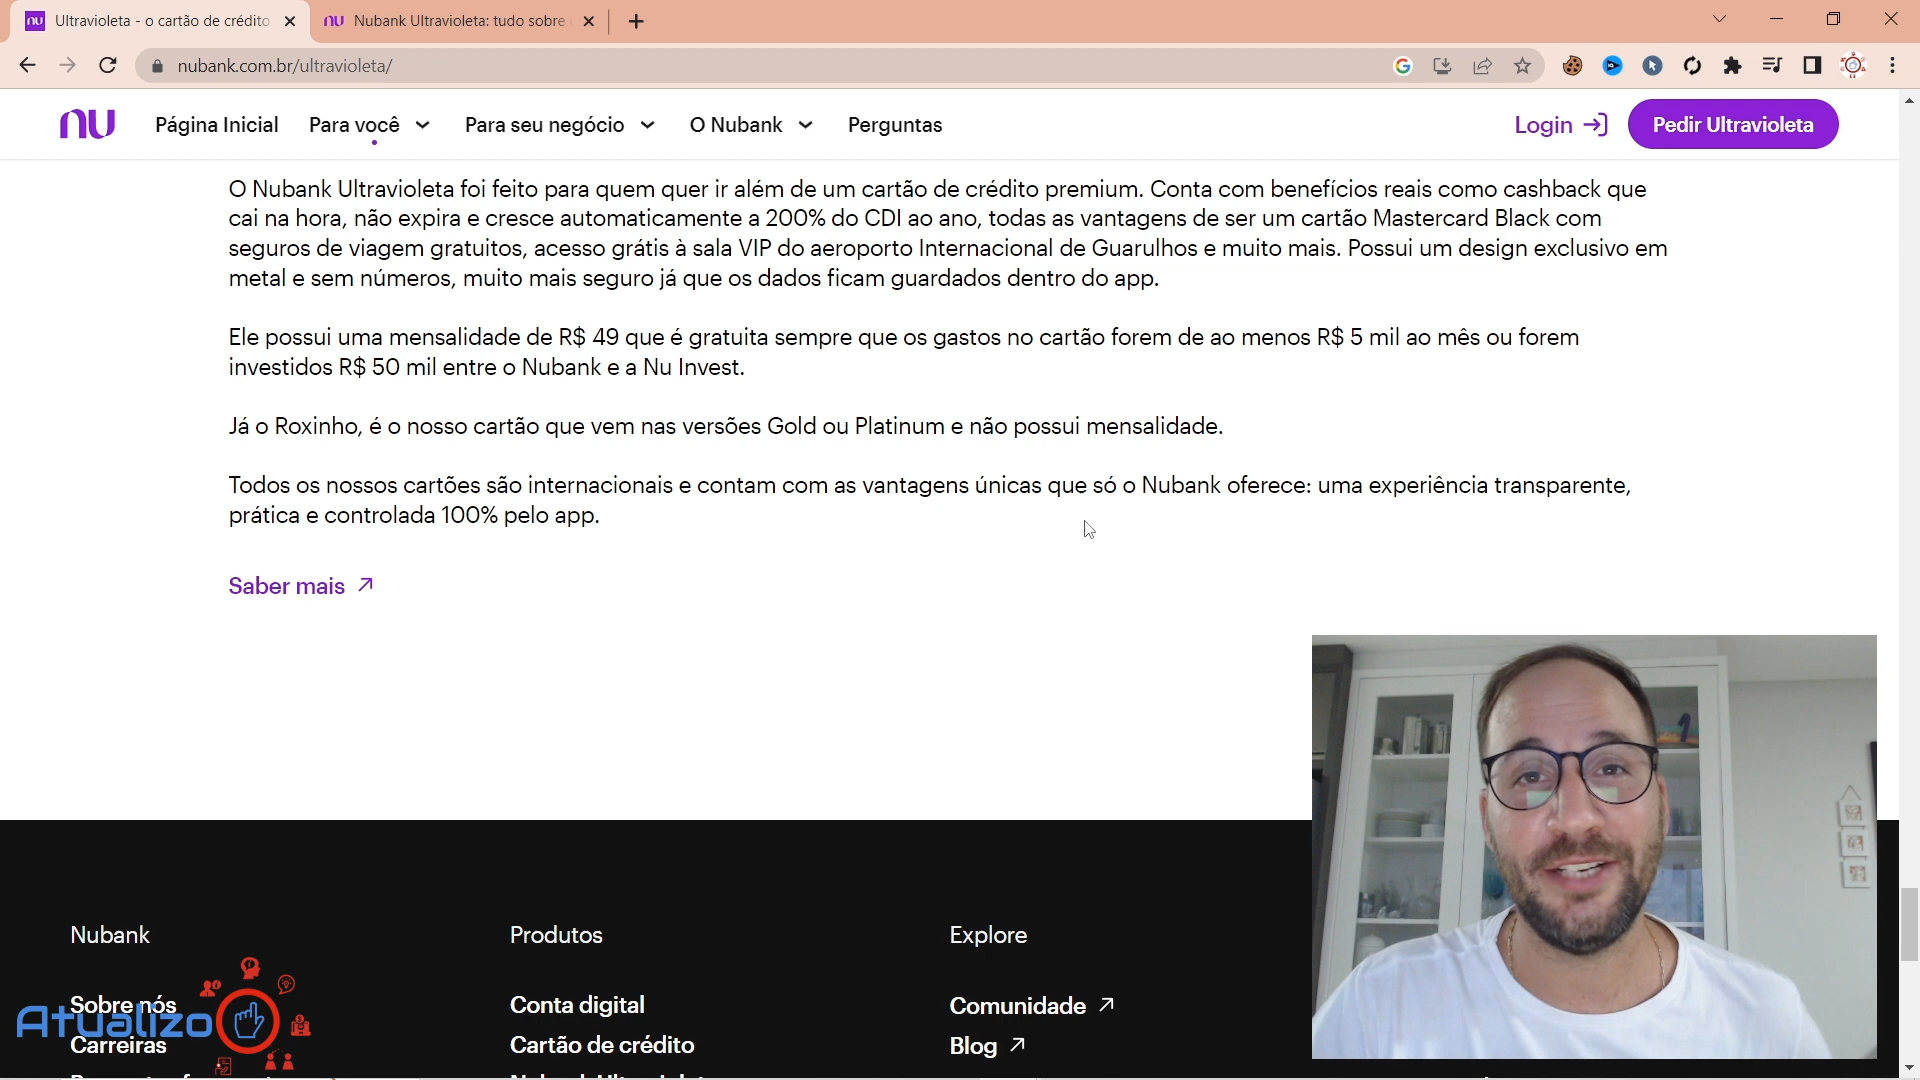 Ultravioleta - o cartão de crédito
Nubank Ultravioleta: tudo sobre
nubank.com.br/ultravioleta/
nu
Página Inicial
Para você
Para seu negócio
O Nubank
Perguntas
Login
Pedir Ultravioleta
O Nubank Ultravioleta foi feito para quem quer ir além de um cartão de crédito premium. Conta com benefícios reais como cashback que
cai na hora, não expira e cresce automaticamente a 200% do CDI ao ano, todas as vantagens de ser um cartão Mastercard Black com
seguros de viagem gratuitos, acesso grátis à sala VIP do aeroporto Internacional de Guarulhos e muito mais. Possui um design exclusivo em
metal e sem números, muito mais seguro já que os dados ficam guardados dentro do app.
Ele possui uma mensalidade de R$ 49 que é gratuita sempre que os gastos no cartão forem de ao menos R$ 5 mil ao mês ou forem
investidos R$ 50 mil entre o Nubank e a Nu Invest.
Já o Roxinho, é o nosso cartão que vem nas versões Gold ou Platinum e não possui mensalidade.
Todos os nossos cartões são internacionais e contam com as vantagens únicas que só o Nubank oferece: uma experiência transparente,
prática e controlada 100% pelo app.
Saber mais
Nubank
Produtos
Explore
Sobre nós
Conta digital
Comunidade
Atualizo
Carreiras
Cartão de crédito
Blog